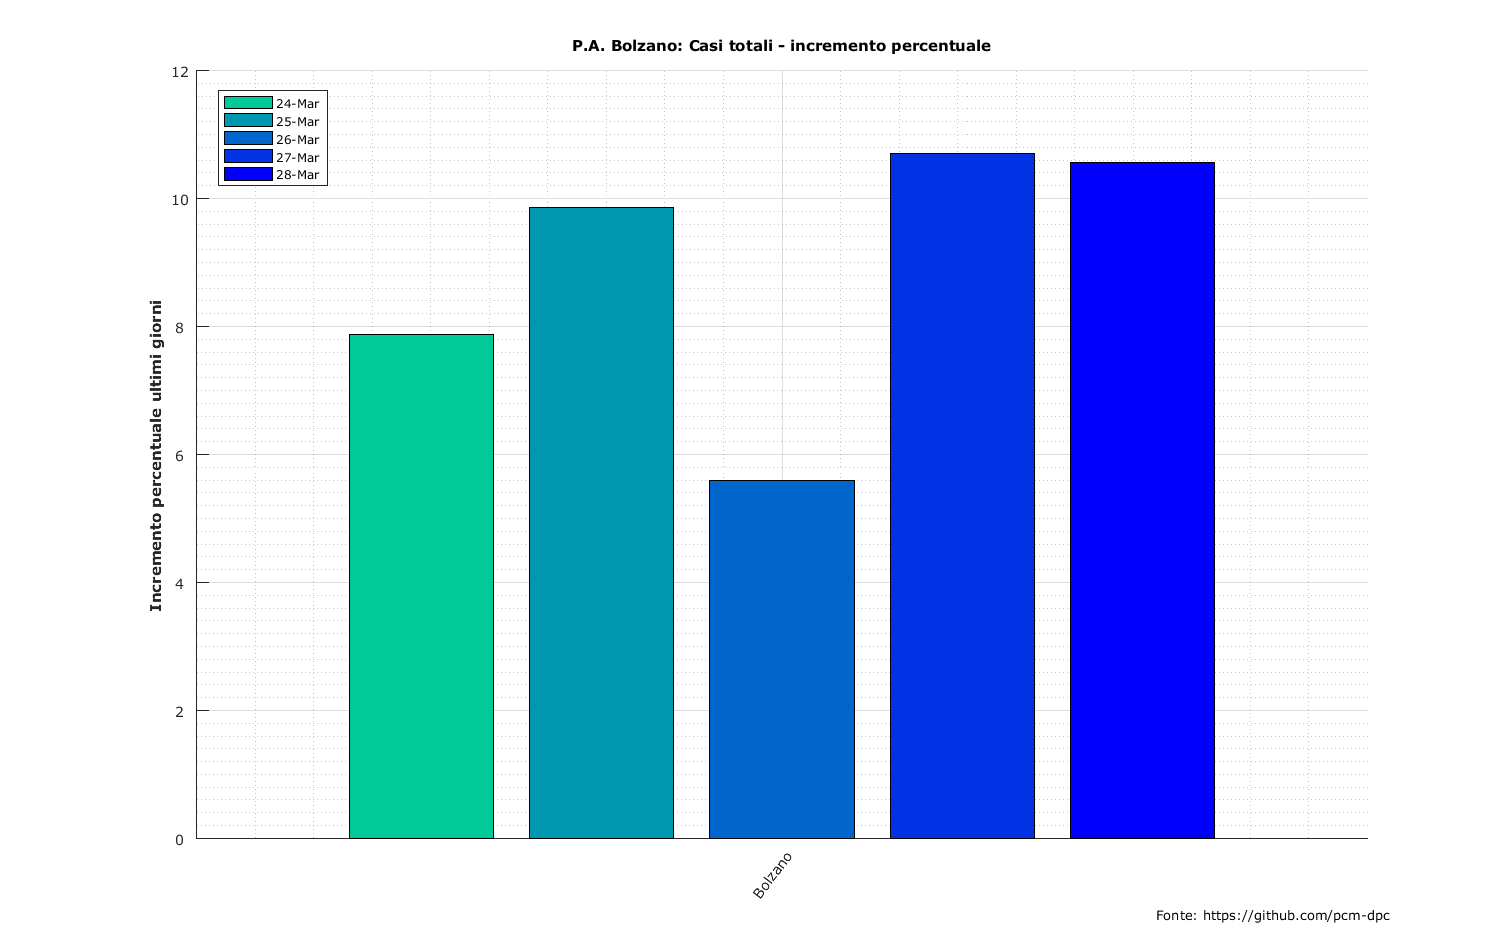 P.A. Bolzano: Casi totali - incremento percentuale
12
10
8
6
4
2
0
Incremento percentuale ultimi giorni
24-Mar
25-Mar
26-Mar
27-Mar
28-Mar
Bolzano
Fonte: https://github.com/pcm-dpc